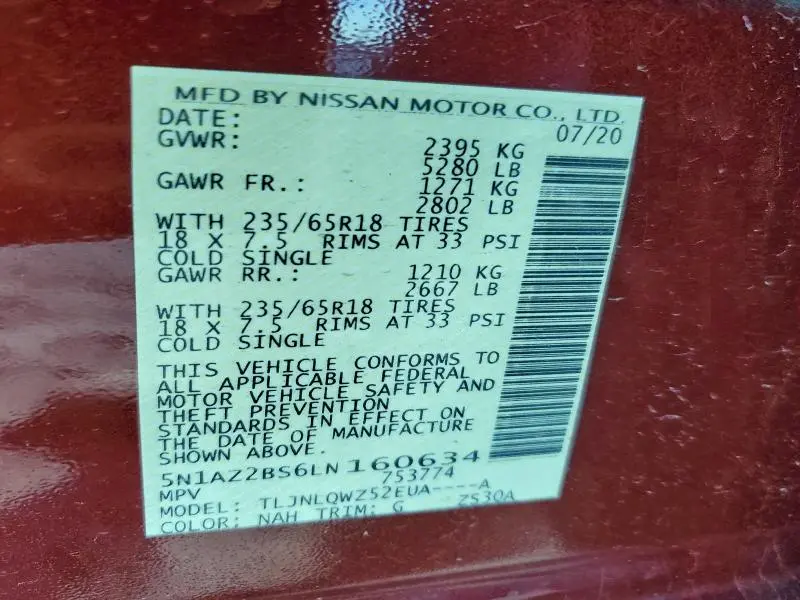 MFD BY NISSAN MOTOR CO., LTD.
DATE: 07/20
GVWR: 2395 KG
5280 LB
GAWR FR.: 1271 KG
2802 LB
WITH 235/65R18 TIRES
18 X 7.5 RIMS AT 33 PSI
COLD SINGLE
GAWR RR.: 1210 KG
2667 LB
WITH 235/65R18 TIRES
18 X 7.5 RIMS AT 33 PSI
COLD SINGLE
THIS VEHICLE CONFORMS TO
ALL APPLICABLE FEDERAL
MOTOR VEHICLE SAFETY AND
THEFT PREVENTION
STANDARDS IN EFFECT ON
THE DATE OF MANUFACTURE
SHOWN ABOVE.
5N1AZ2BS6LN160634
MPV 753774
MODEL: TLJNLQWZ52EUA----A
COLOR: NAH TRIM: G ZS30A